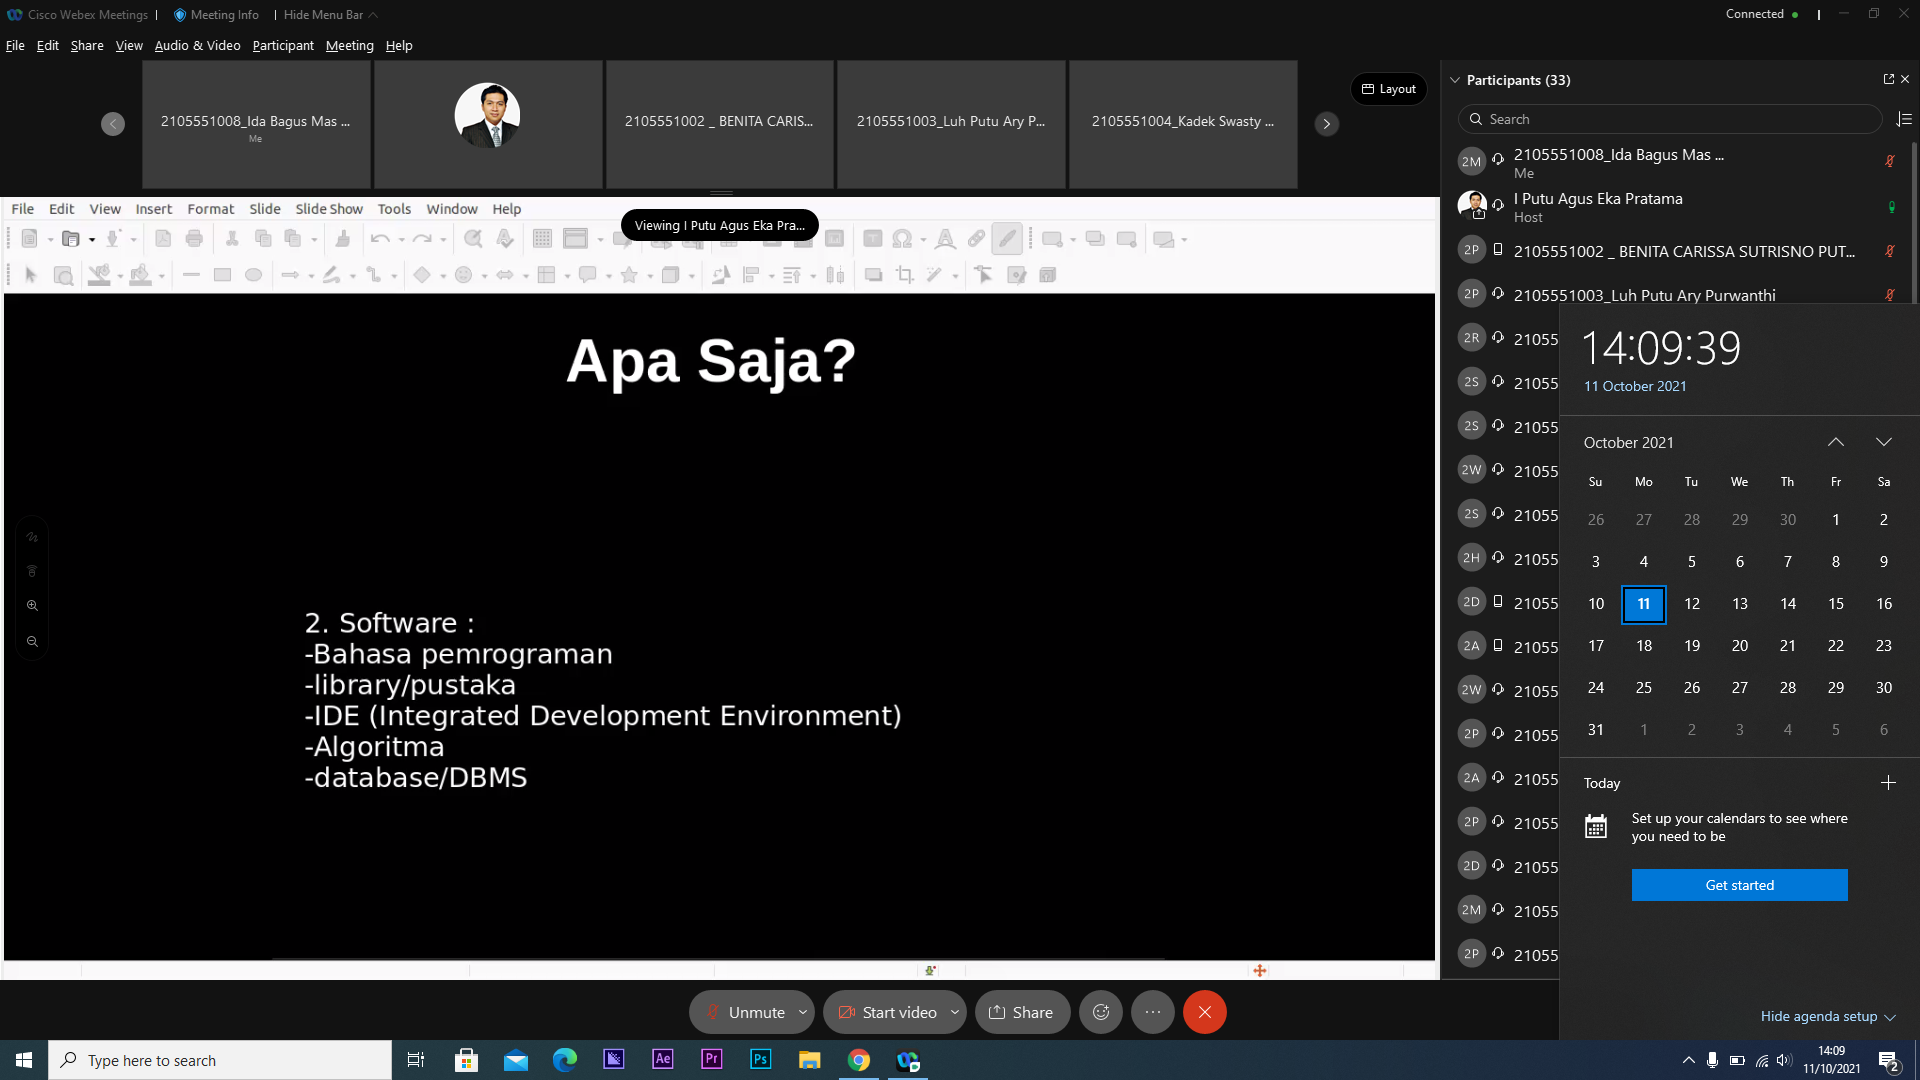 Cisco Webex Meetings | Meeting Info | Hide Menu Bar
Connected
File Edit Share View Audio & Video Participant Meeting Help
2105551008_Ida Bagus Mas ...
Me
2105551002 _ BENITA CARIS...
2105551003_Luh Putu Ary P...
2105551004_Kadek Swasty ...
Layout
File Edit View Insert Format Slide Slide Show Tools Window Help
Viewing I Putu Agus Eka Pra...
Apa Saja?
2. Software :
-Bahasa pemrograman
-library/pustaka
-IDE (Integrated Development Environment)
-Algoritma
-database/DBMS
Participants (33)
Search
2M 2105551008_Ida Bagus Mas ...
Me
I Putu Agus Eka Pratama
Host
2P 2105551002 _ BENITA CARISSA SUTRISNO PUT...
2P 2105551003_Luh Putu Ary Purwanthi
2R 21055
2S 21055
2S 21055
2W 21055
2S 21055
2H 21055
2D 21055
2A 21055
2W 21055
2P 21055
2A 21055
2P 21055
2D 21055
2M 21055
2P 21055
14:09:39
11 October 2021
October 2021
Su Mo Tu We Th Fr Sa
26 27 28 29 30 1 2
3 4 5 6 7 8 9
10 11 12 13 14 15 16
17 18 19 20 21 22 23
24 25 26 27 28 29 30
31 1 2 3 4 5 6
Today
Set up your calendars to see where
you need to be
Get started
Hide agenda setup
Unmute
Start video
Share
Type here to search
Ae
Pr
Ps
14:09
11/10/2021
2